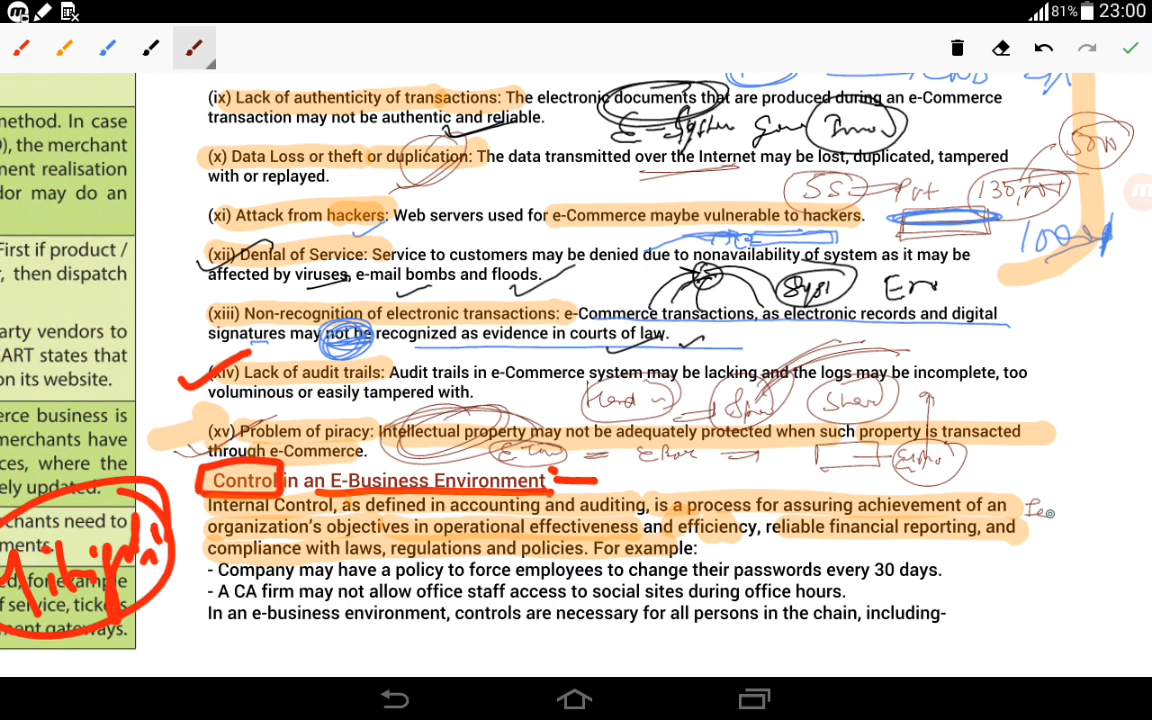 81% 23:00
(ix) Lack of authenticity of transactions: The electronic documents that are produced during an e-Commerce
transaction may not be authentic and reliable.
(x) Data Loss or theft or duplication: The data transmitted over the Internet may be lost, duplicated, tampered
with or replayed.
(xi) Attack from hackers: Web servers used for e-Commerce maybe vulnerable to hackers.
(xii) Denial of Service: Service to customers may be denied due to nonavailability of system as it may be
affected by viruses, e-mail bombs and floods.
(xiii) Non-recognition of electronic transactions: e-Commerce transactions, as electronic records and digital
signatures may not be recognized as evidence in courts of law.
(xiv) Lack of audit trails: Audit trails in e-Commerce system may be lacking and the logs may be incomplete, too
voluminous or easily tampered with.
(xv) Problem of piracy: Intellectual property may not be adequately protected when such property is transacted
through e-Commerce.
Control in an E-Business Environment
Internal Control, as defined in accounting and auditing, is a process for assuring achievement of an
organization's objectives in operational effectiveness and efficiency, reliable financial reporting, and
compliance with laws, regulations and policies. For example:
- Company may have a policy to force employees to change their passwords every 30 days.
- A CA firm may not allow office staff access to social sites during office hours.
In an e-business environment, controls are necessary for all persons in the chain, including-
method. In case
), the merchant
ment realisation
dor may do an
First if product /
, then dispatch
arty vendors to
ART states that
on its website.
erce business is
merchants have
ces, where the
ely updated.
chants need to
ments.
ed, for example
f service, tickets
ment gateways.